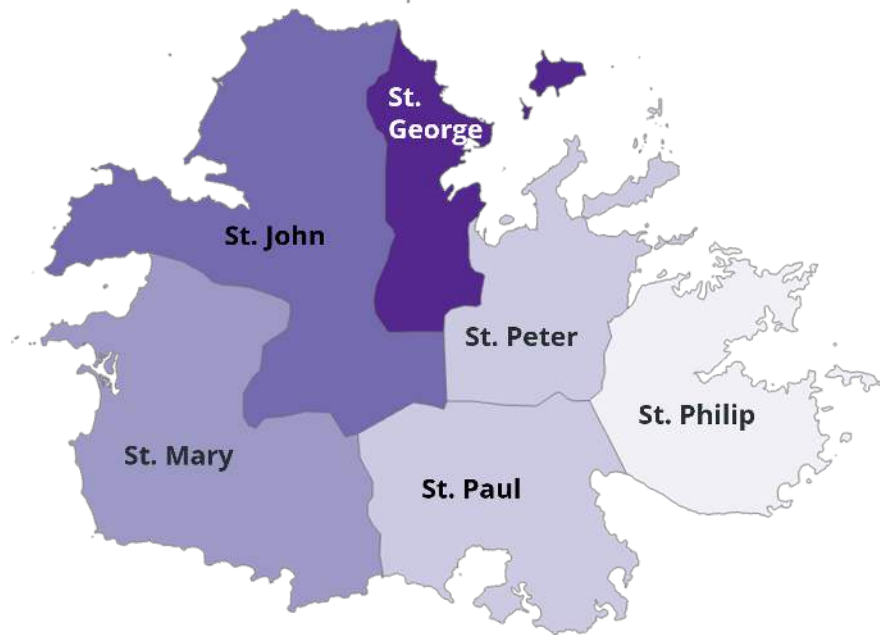 St.
George
St. John
St. Peter
St. Philip
St. Mary
St. Paul